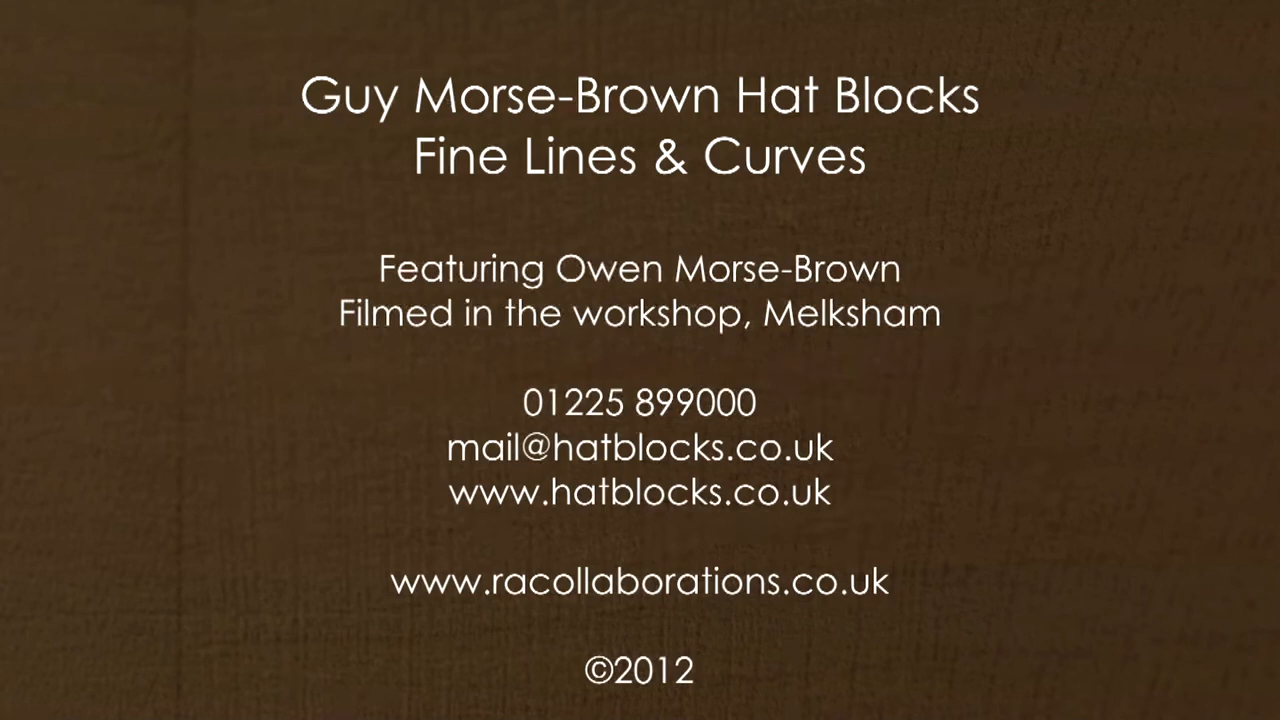 Guy Morse-Brown Hat Blocks
Fine Lines & Curves
Featuring Owen Morse-Brown
Filmed in the workshop, Melksham
01225 899000
mail@hatblocks.co.uk
www.hatblocks.co.uk
www.racollaborations.co.uk
©2012